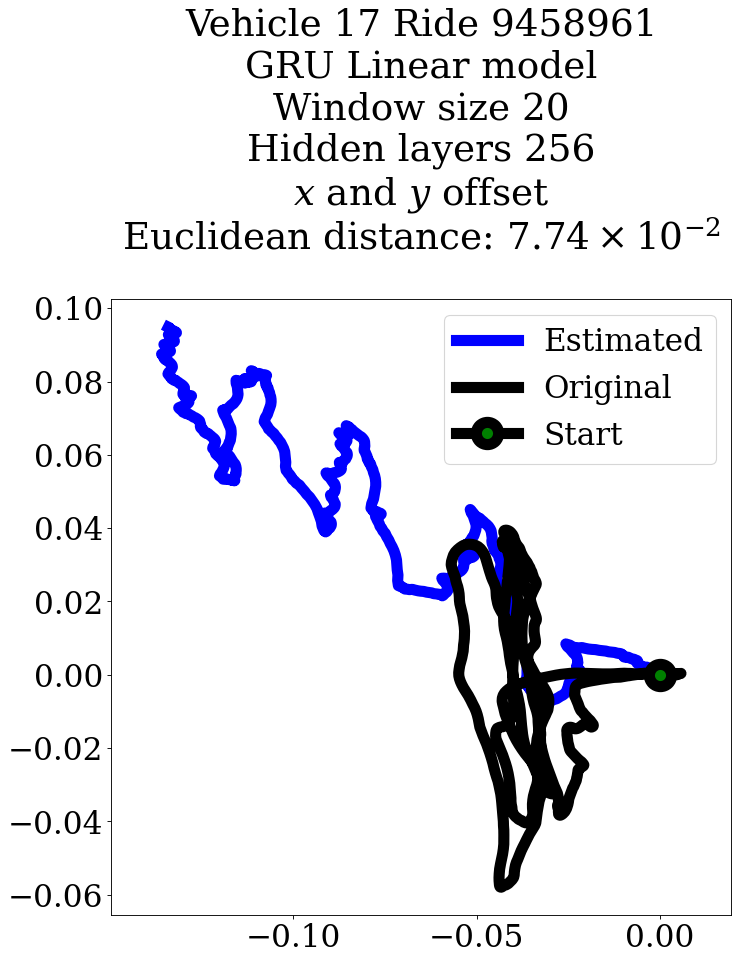 Vehicle 17 Ride 9458961
GRU Linear model
Window size 20
Hidden layers 256
x and y offset
Euclidean distance: 7.74 × 10⁻²
Estimated
Original
Start
0.10
0.08
0.06
0.04
0.02
0.00
−0.02
−0.04
−0.06
−0.10 −0.05 0.00